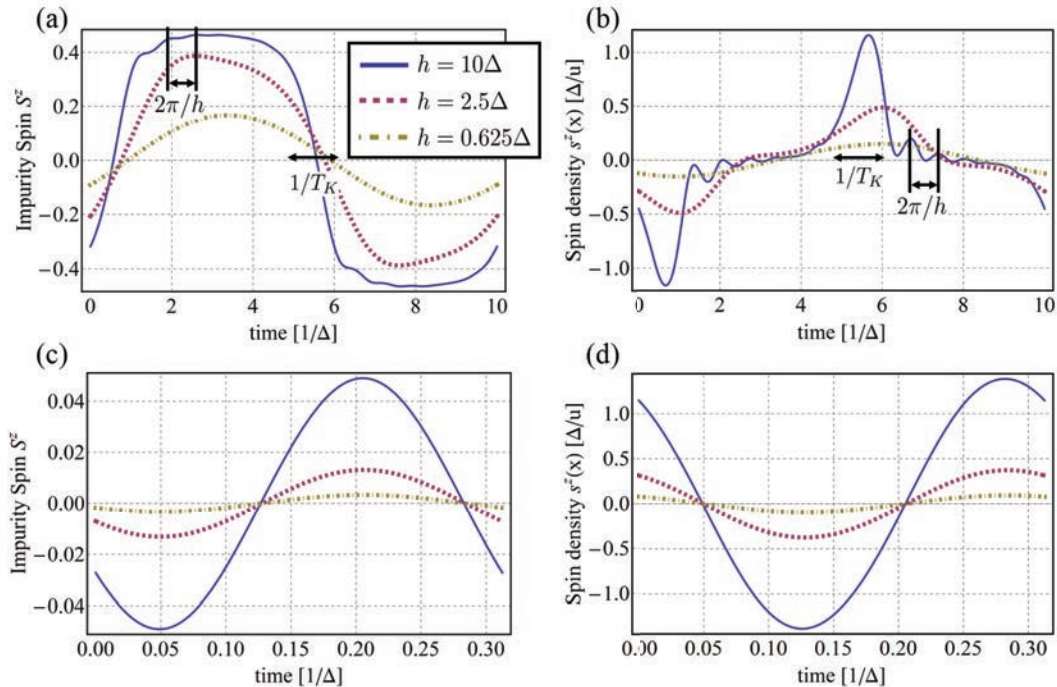 (a)
Impurity Spin S^z
0.4
0.2
0.0
−0.2
−0.4
0 2 4 6 8 10
time [1/Δ]
2π/h
1/T_K
h = 10Δ
h = 2.5Δ
h = 0.625Δ
(b)
Spin density s^z(x) [Δ/u]
1.0
0.5
0.0
−0.5
−1.0
0 2 4 6 8 10
time [1/Δ]
1/T_K
2π/h
(c)
Impurity Spin S^z
0.04
0.02
0.00
−0.02
−0.04
0.00 0.05 0.10 0.15 0.20 0.25 0.30
time [1/Δ]
(d)
Spin density s^z(x) [Δ/u]
1.0
0.5
0.0
−0.5
−1.0
0.00 0.05 0.10 0.15 0.20 0.25 0.30
time [1/Δ]